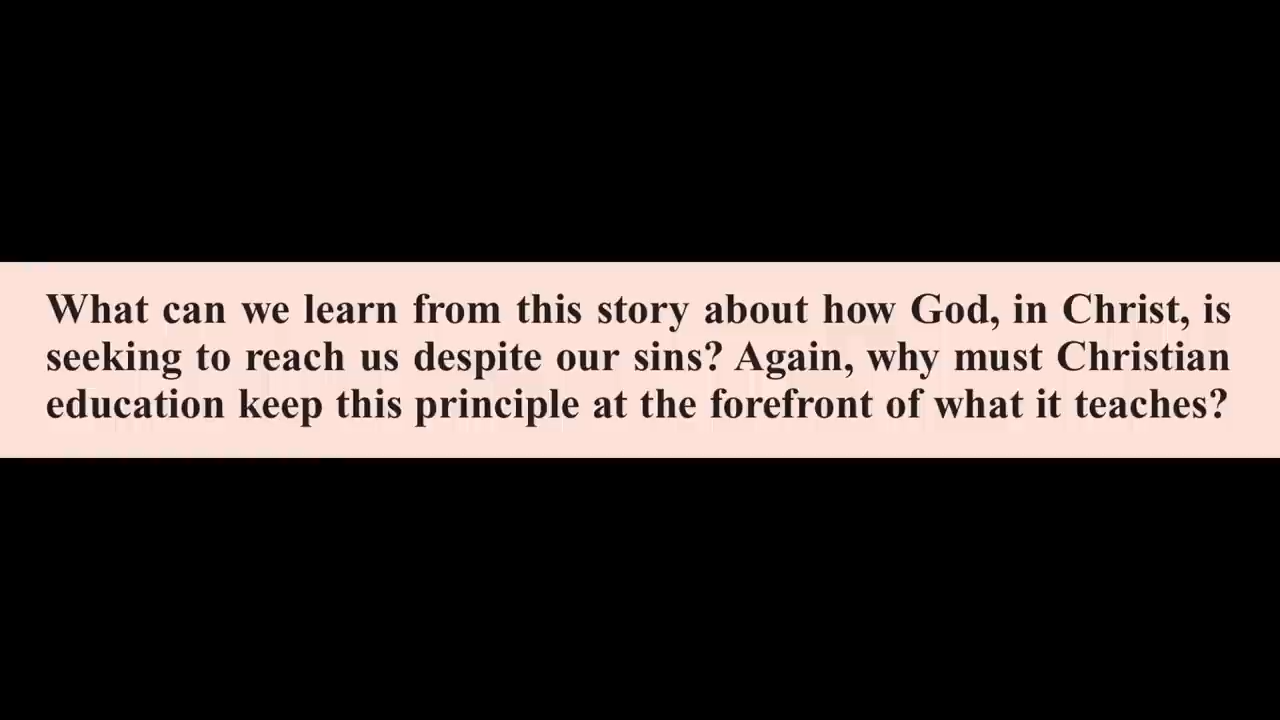 What can we learn from this story about how God, in Christ, is
seeking to reach us despite our sins? Again, why must Christian
education keep this principle at the forefront of what it teaches?